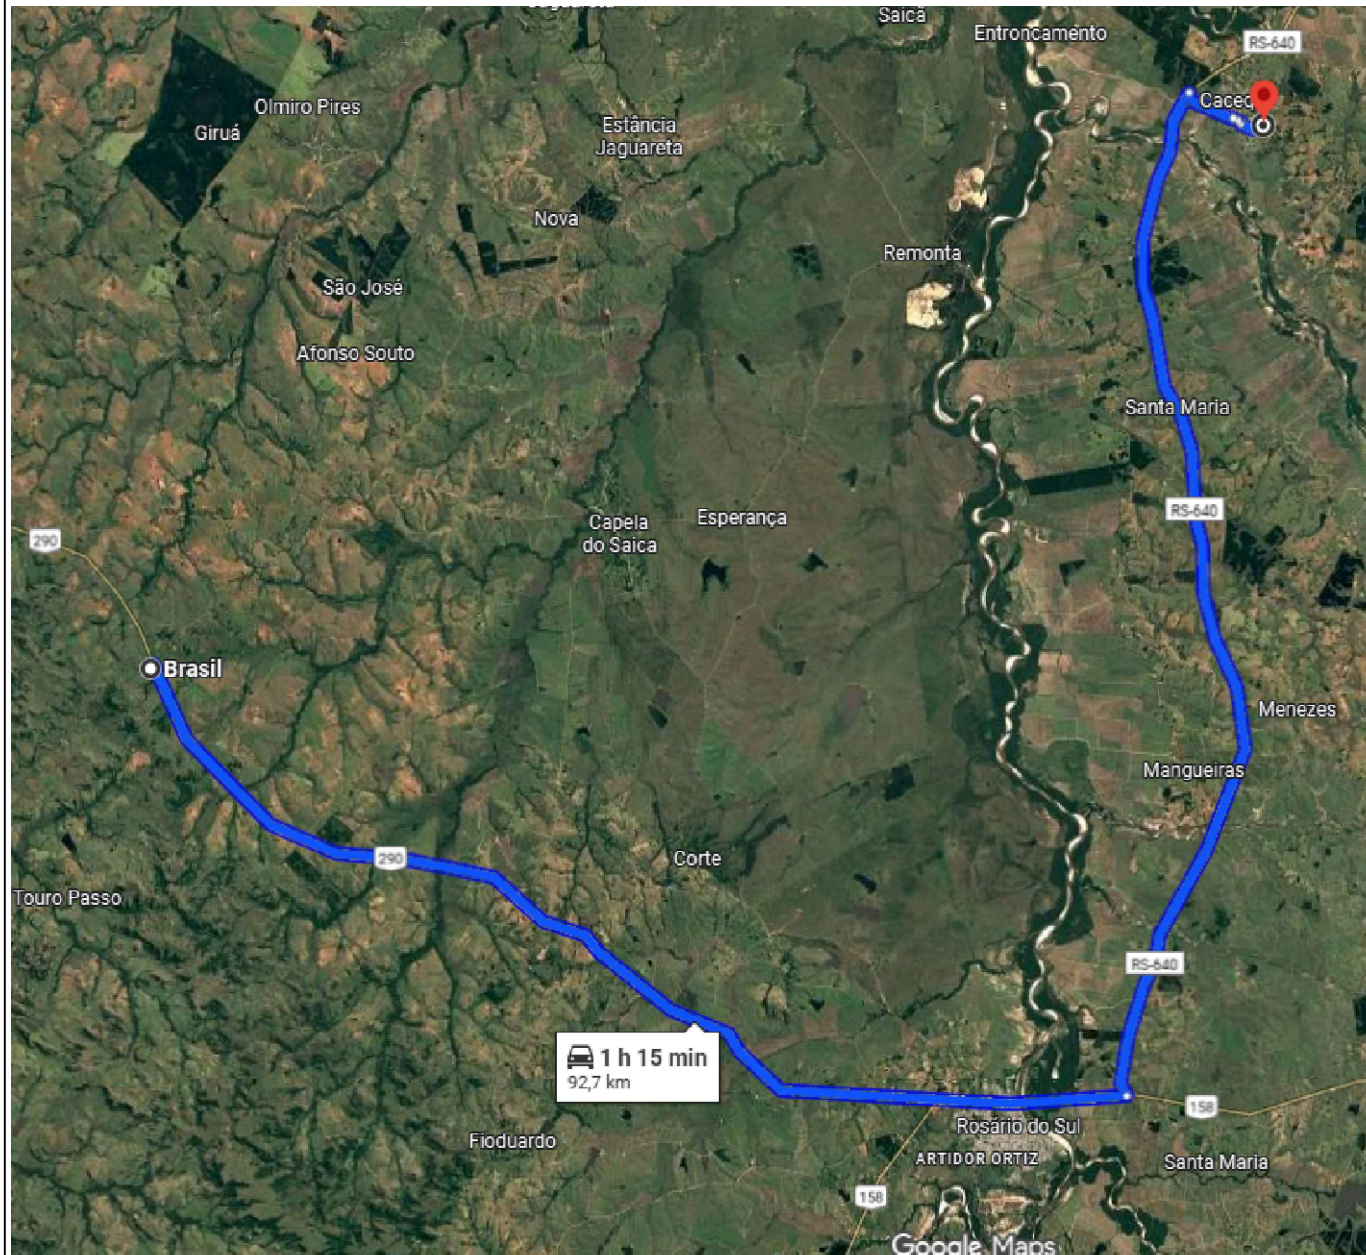 Saicã
Entroncamento
RS-640
Olmiro Pires
Giruá
Estância
Jaguareta
Nova
Remonta
São José
Afonso Souto
Santa Maria
RS-640
Capela
do Saica
Esperança
290
Brasil
Menezes
Mangueiras
290
Corte
Touro Passo
RS-640
1 h 15 min
92,7 km
158
Rosário do Sul
Fioduardo
ARTIDOR ORTIZ
Santa Maria
158
Google Maps